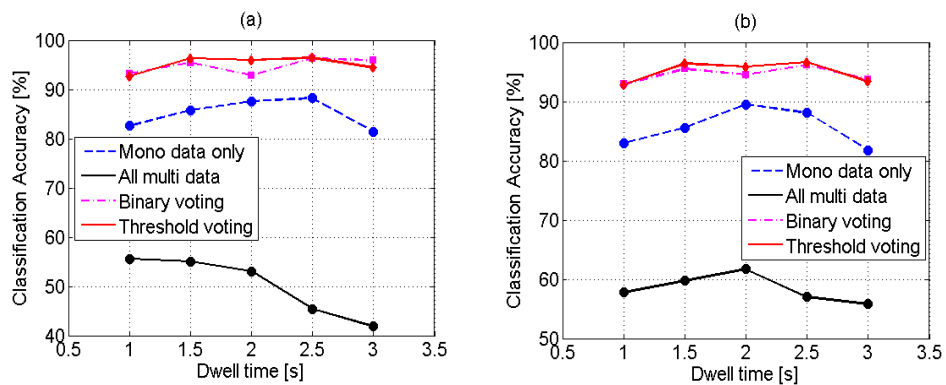 (a)
Classification Accuracy [%]
100
90
80
70
60
50
40
Mono data only
All multi data
Binary voting
Threshold voting
0.5 1 1.5 2 2.5 3 3.5
Dwell time [s]
(b)
Classification Accuracy [%]
100
90
80
70
60
50
Mono data only
All multi data
Binary voting
Threshold voting
0.5 1 1.5 2 2.5 3 3.5
Dwell time [s]